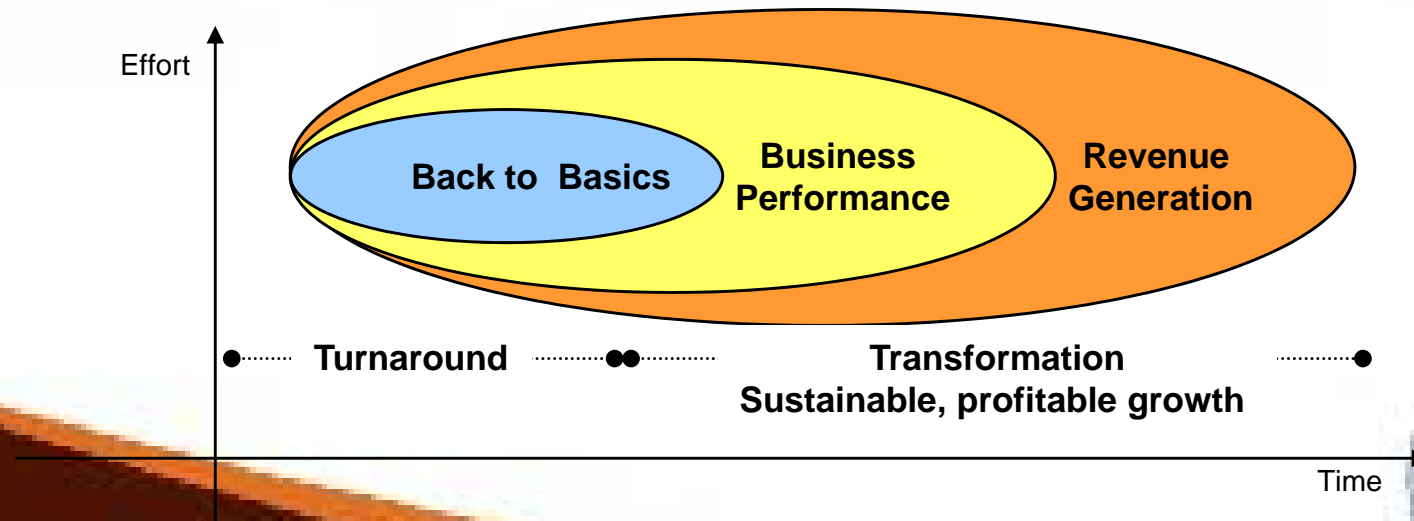 Effort
Back to Basics
Business
Performance
Revenue
Generation
Turnaround
Transformation
Sustainable, profitable growth
Time